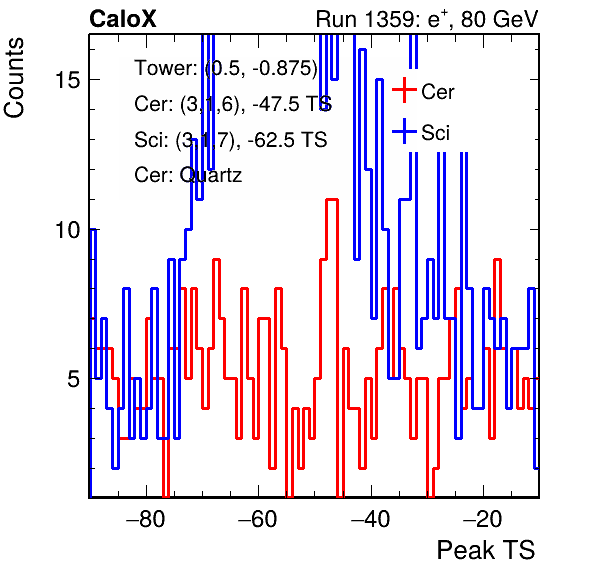 CaloX Run 1359: e+, 80 GeV
Counts
Tower: (0.5, -0.875)
Cer: (3,1,6), -47.5 TS
Sci: (3,1,7), -62.5 TS
Cer: Quartz
Cer
Sci
15
10
5
−80 −60 −40 −20
Peak TS